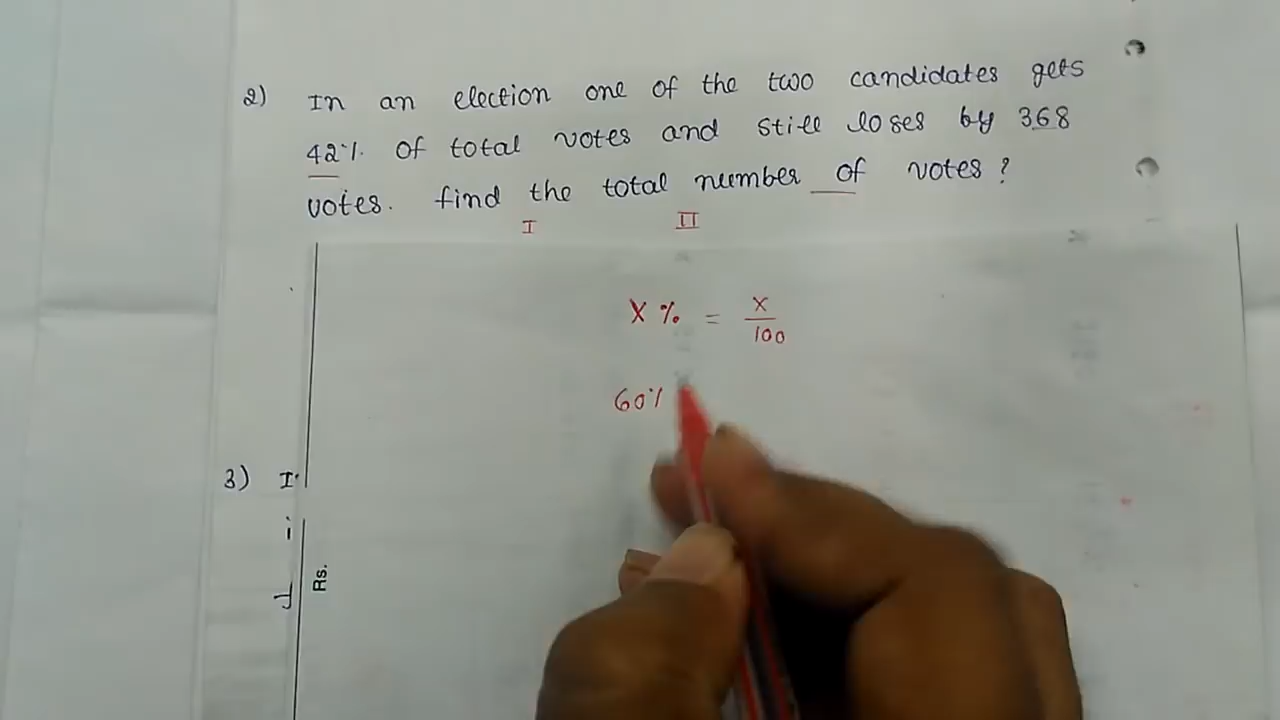 2) In an election one of the two candidates gets
42%. of total votes and still loses by 368
votes. find the total number of votes?
I II
X % = x/100
60%
3) I
i
Rs.